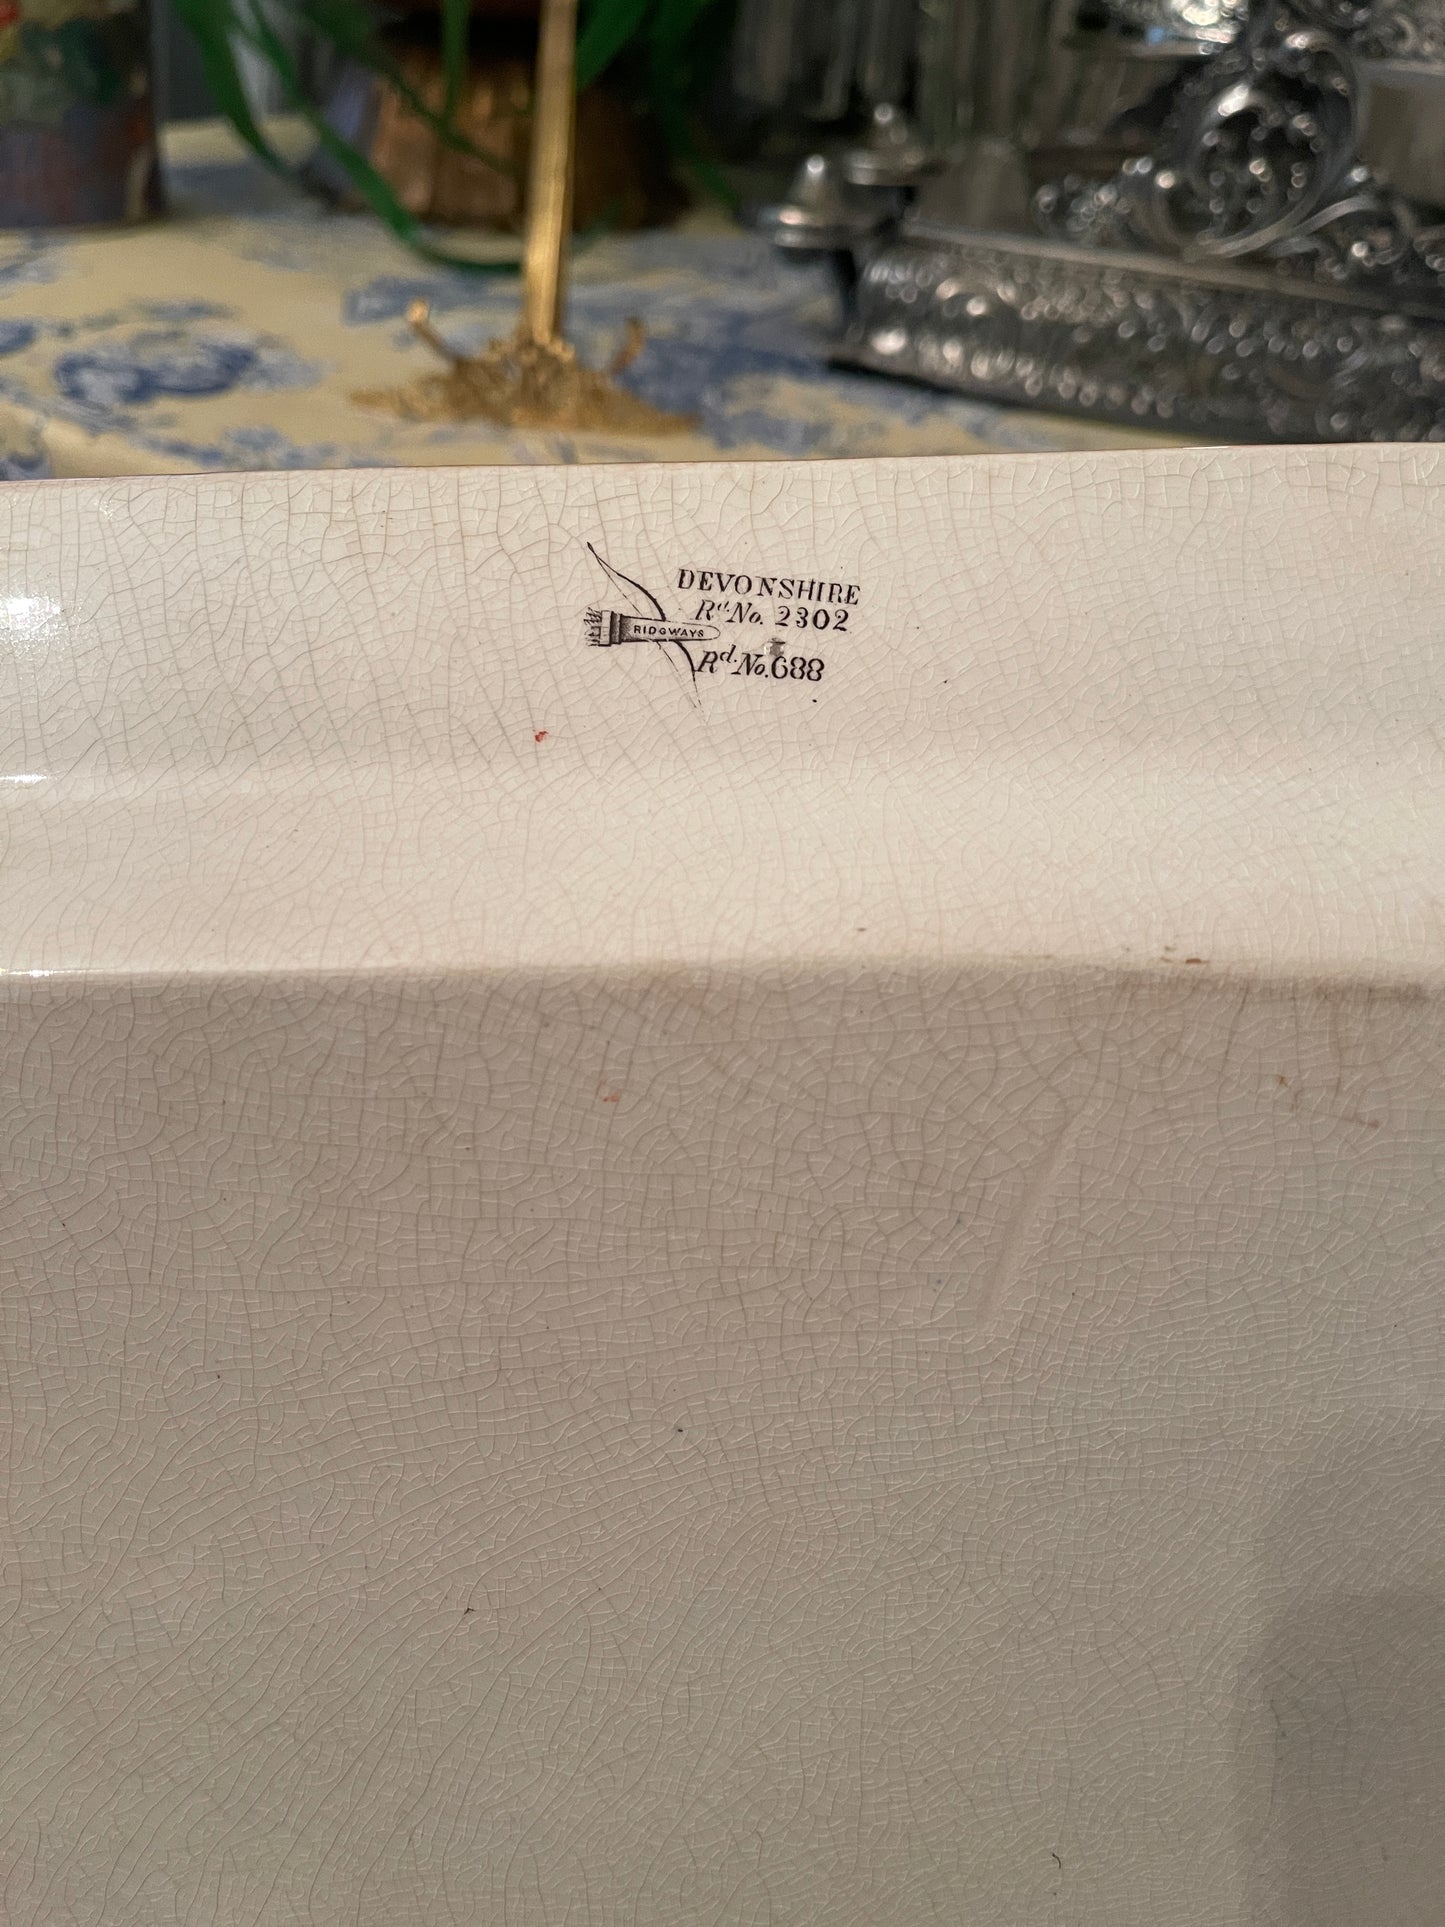 DEVONSHIRE
Rd. No. 2302
RIDGWAYS
Rd. No. 688